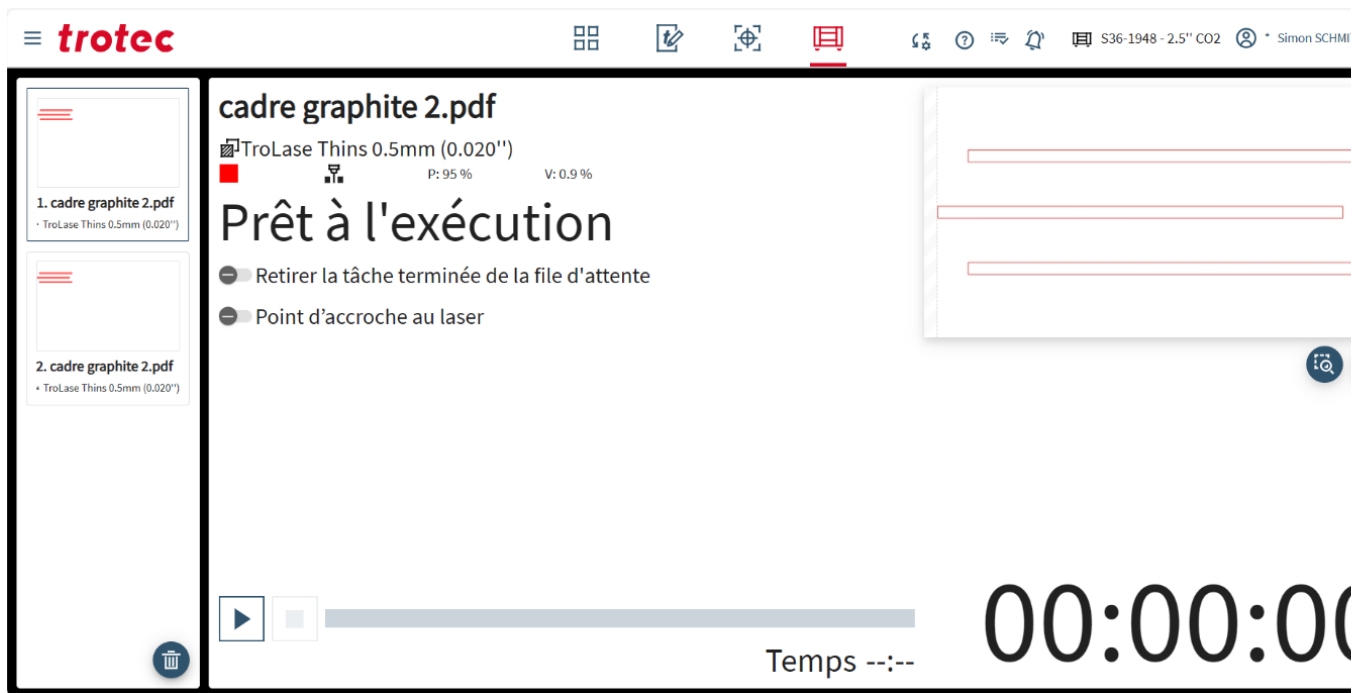 trotec
S36-1948 - 2.5'' CO2
Simon SCHMI
1. cadre graphite 2.pdf
TroLase Thins 0.5mm (0.020'')
2. cadre graphite 2.pdf
TroLase Thins 0.5mm (0.020'')
cadre graphite 2.pdf
TroLase Thins 0.5mm (0.020'')
P: 95 % V: 0.9 %
Prêt à l'exécution
Retirer la tâche terminée de la file d'attente
Point d’accroche au laser
Temps --:--
00:00:00